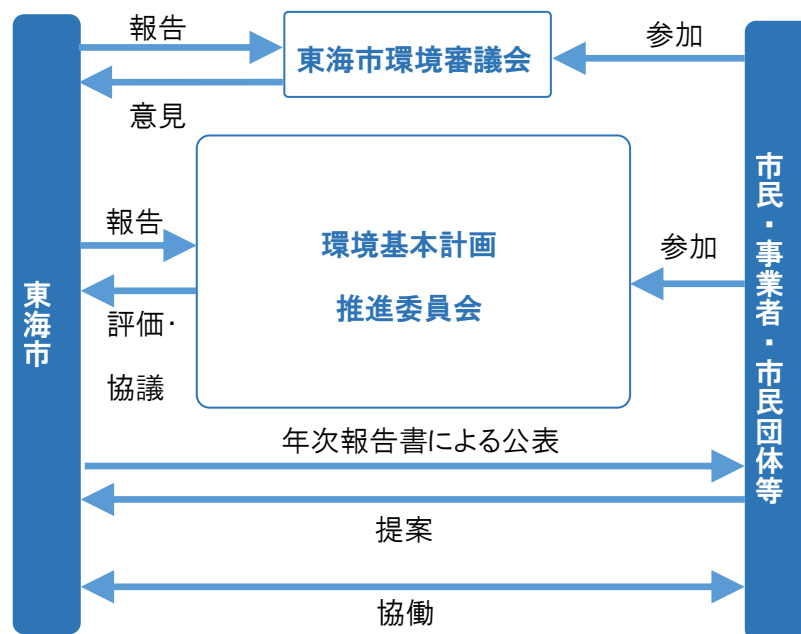 報告
東海市環境審議会
参加
意見
報告
環境基本計画
推進委員会
参加
評価・
協議
東海市
市民・事業者・市民団体等
年次報告書による公表
提案
協働